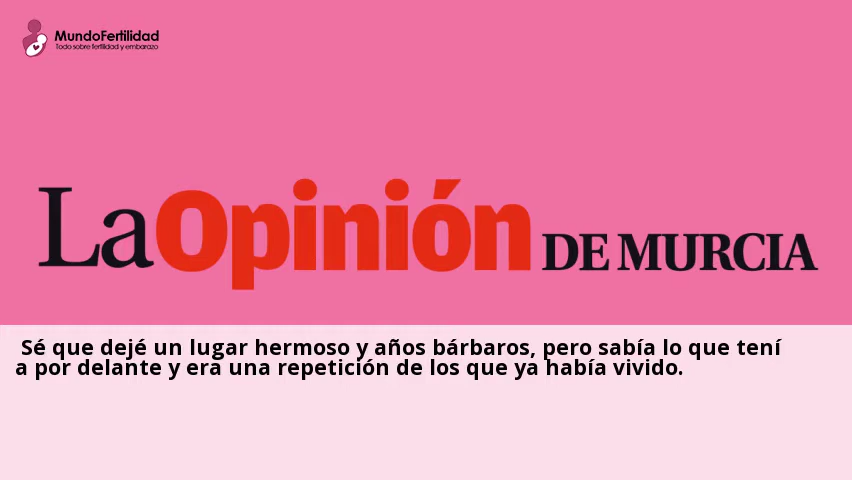 MundoFertilidad
Todo sobre fertilidad y embarazo
La Opinión DE MURCIA
Sé que dejé un lugar hermoso y años bárbaros, pero sabía lo que tení
a por delante y era una repetición de los que ya había vivido.